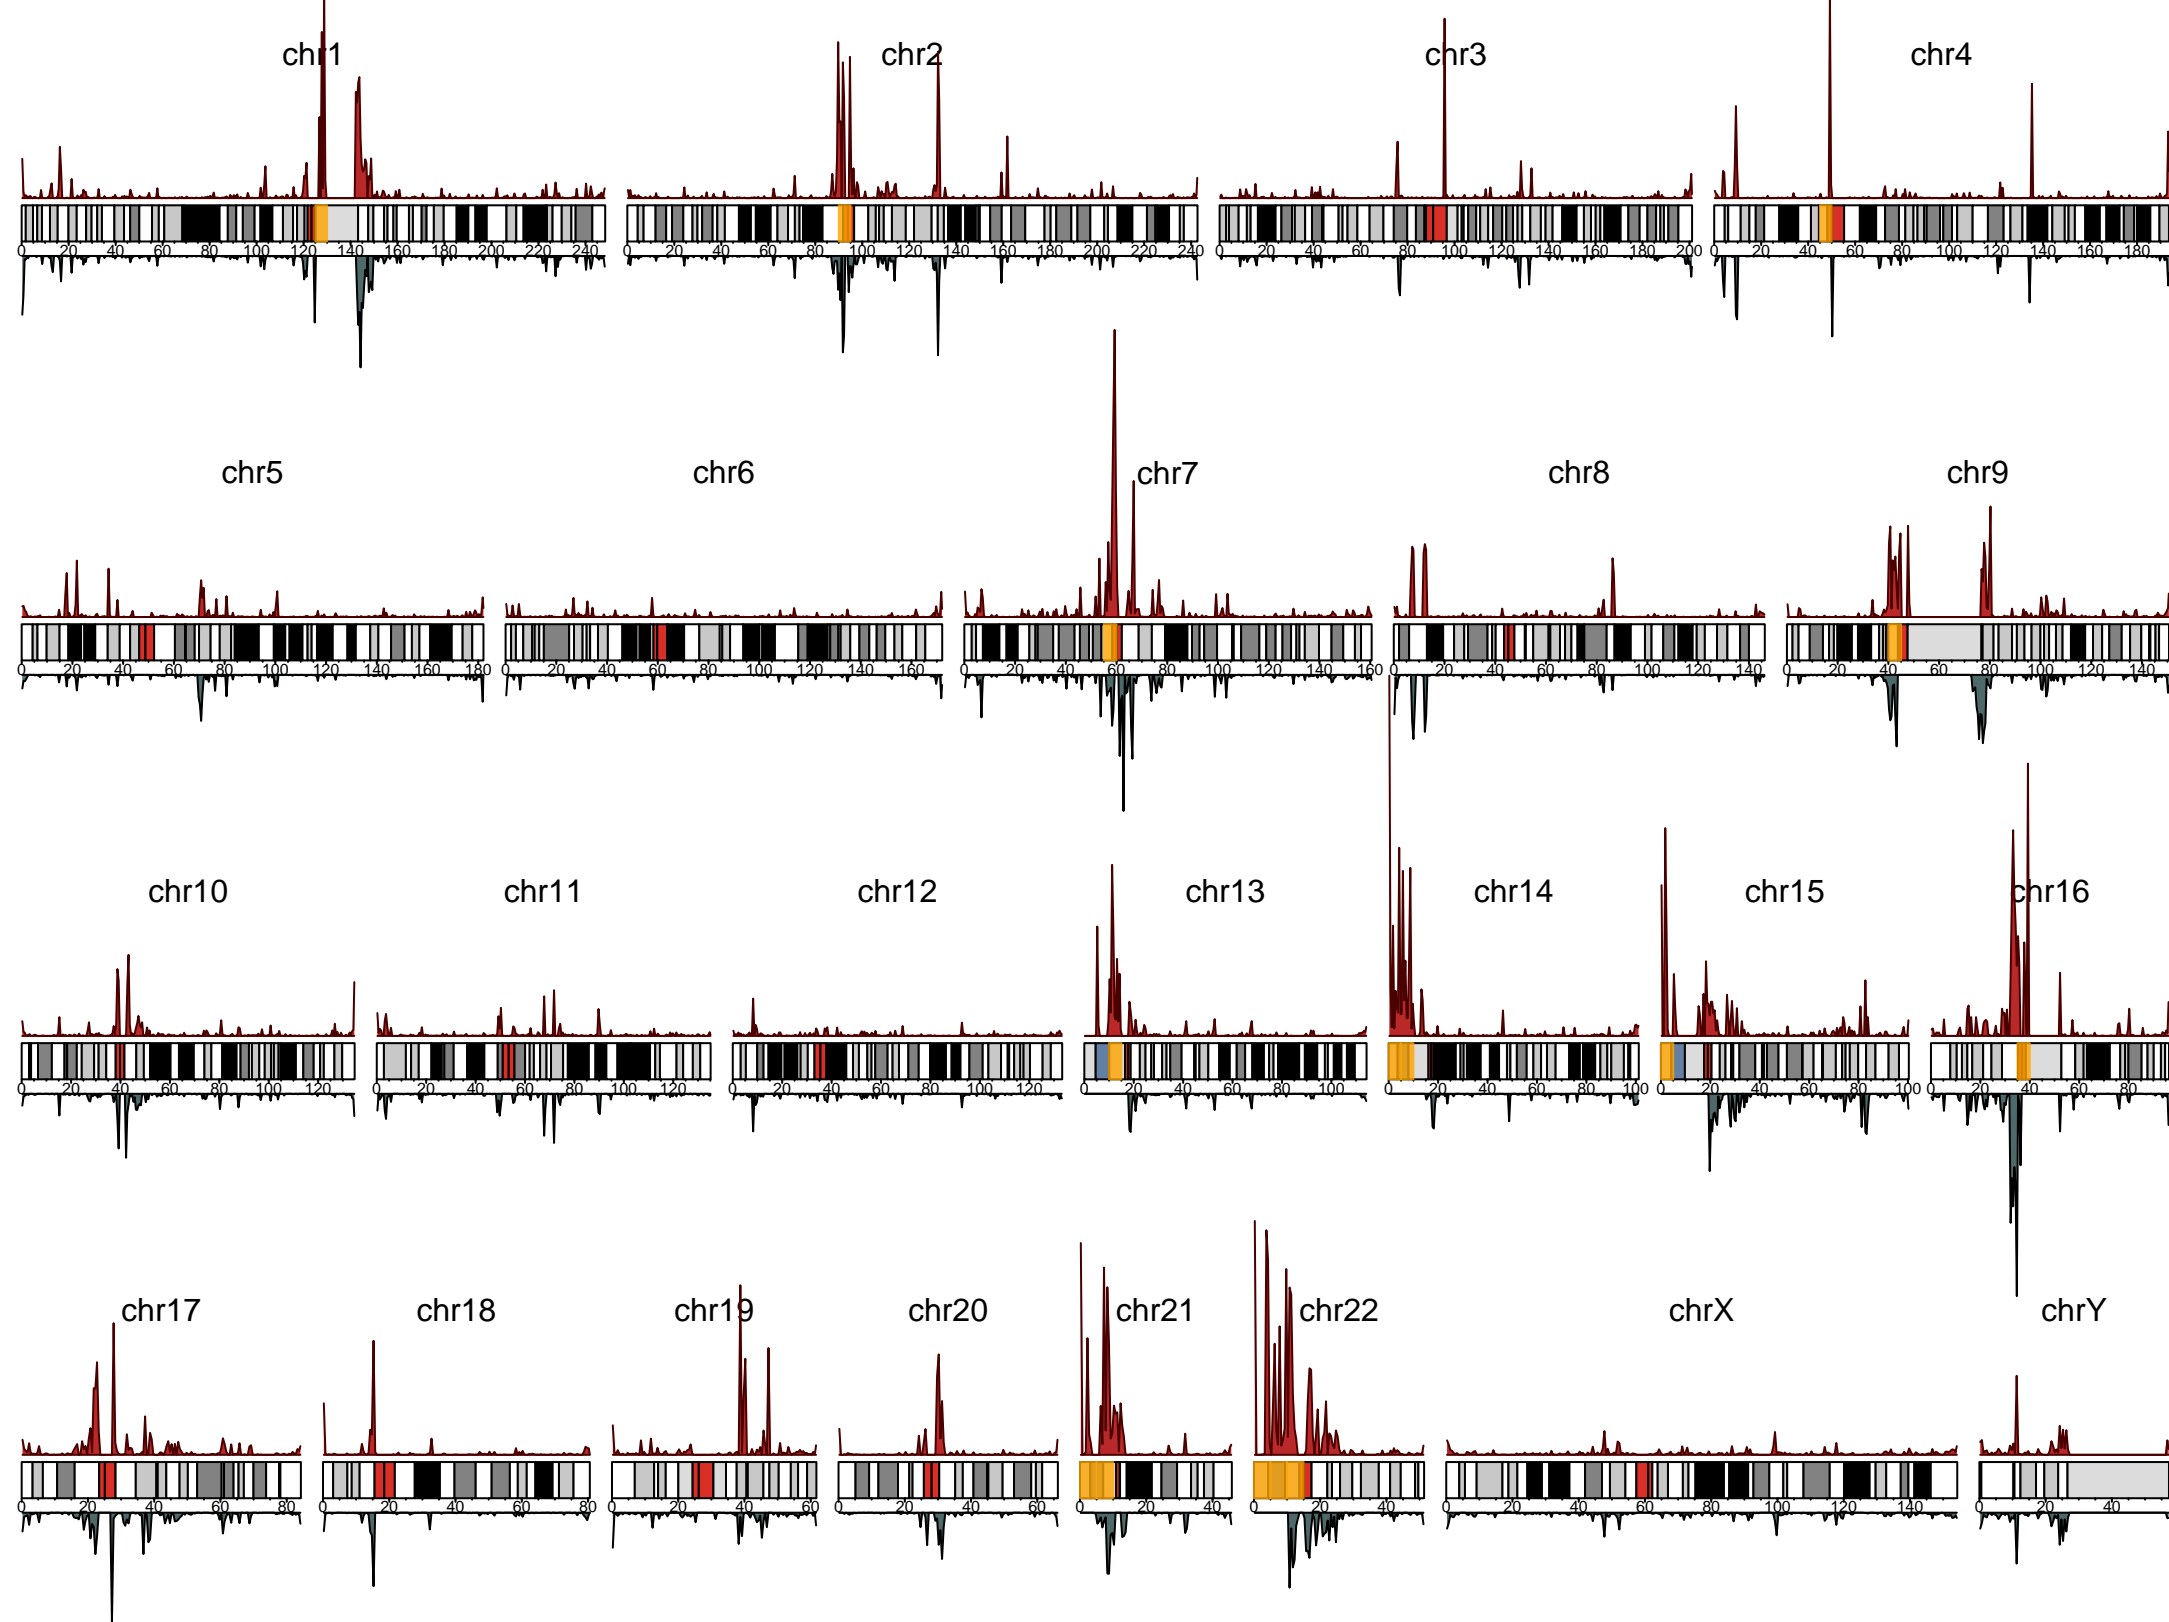 chr1 chr2 chr3 chr4
0 20 40 60 80 100 120 140 160 180 200 220 240 0 20 40 60 80 100 120 140 160 180 200 220 240 0 20 40 60 80 100 120 140 160 180 200 0 20 40 60 80 100 120 140 160 180
chr5 chr6 chr7 chr8 chr9
0 20 40 60 80 100 120 140 160 180 0 20 40 60 80 100 120 140 160 0 20 40 60 80 100 120 140 160 0 20 40 60 80 100 120 140 0 20 40 60 80 100 120 140
chr10 chr11 chr12 chr13 chr14 chr15 chr16
0 20 40 60 80 100 120 0 20 40 60 80 100 120 0 20 40 60 80 100 120 0 20 40 60 80 100 0 20 40 60 80 100 0 20 40 60 80 100 0 20 40 60 80
chr17 chr18 chr19 chr20 chr21 chr22 chrX chrY
0 20 40 60 80 0 20 40 60 80 0 20 40 60 0 20 40 60 0 20 40 0 20 40 0 20 40 60 80 100 120 140 0 20 40